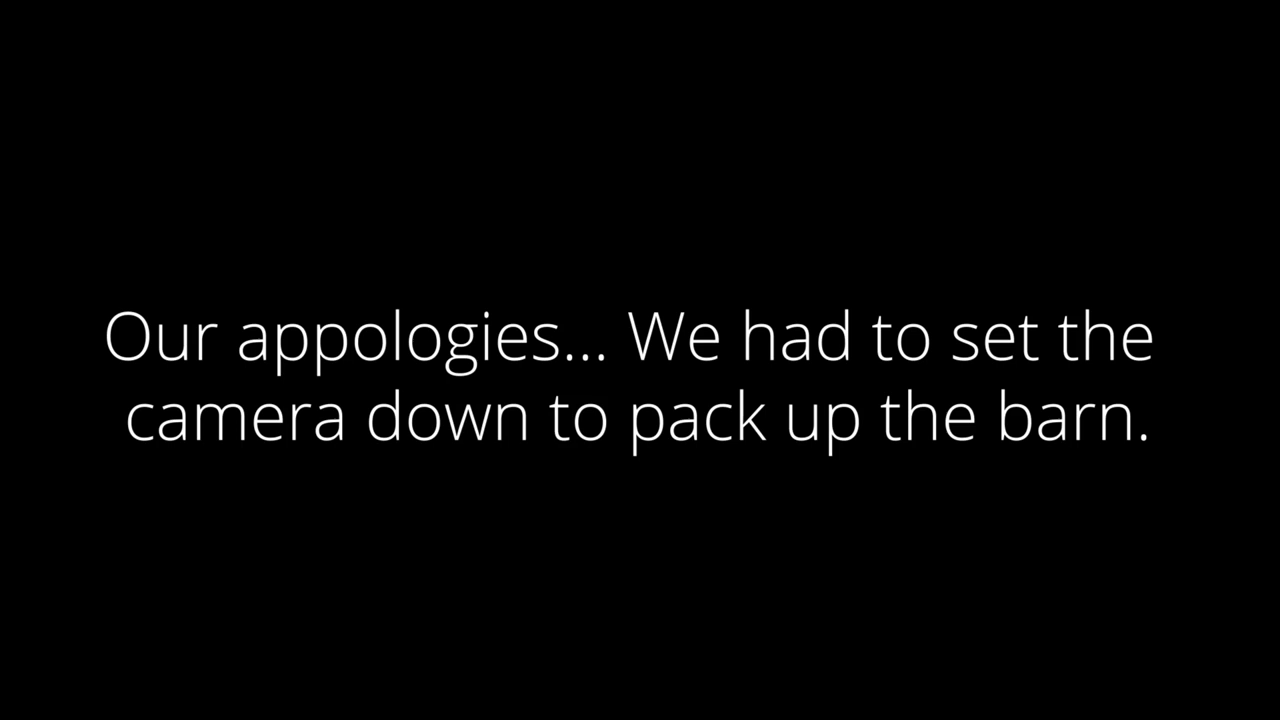 Our appologies... We had to set the
camera down to pack up the barn.